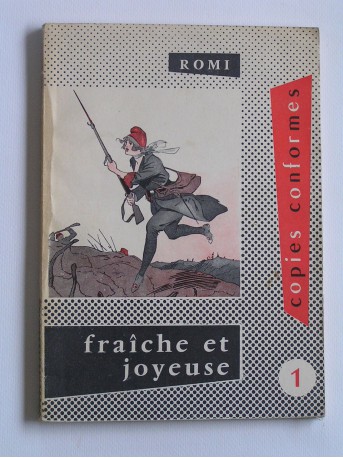 ROMI
copies conformes
fraîche et
joyeuse
1